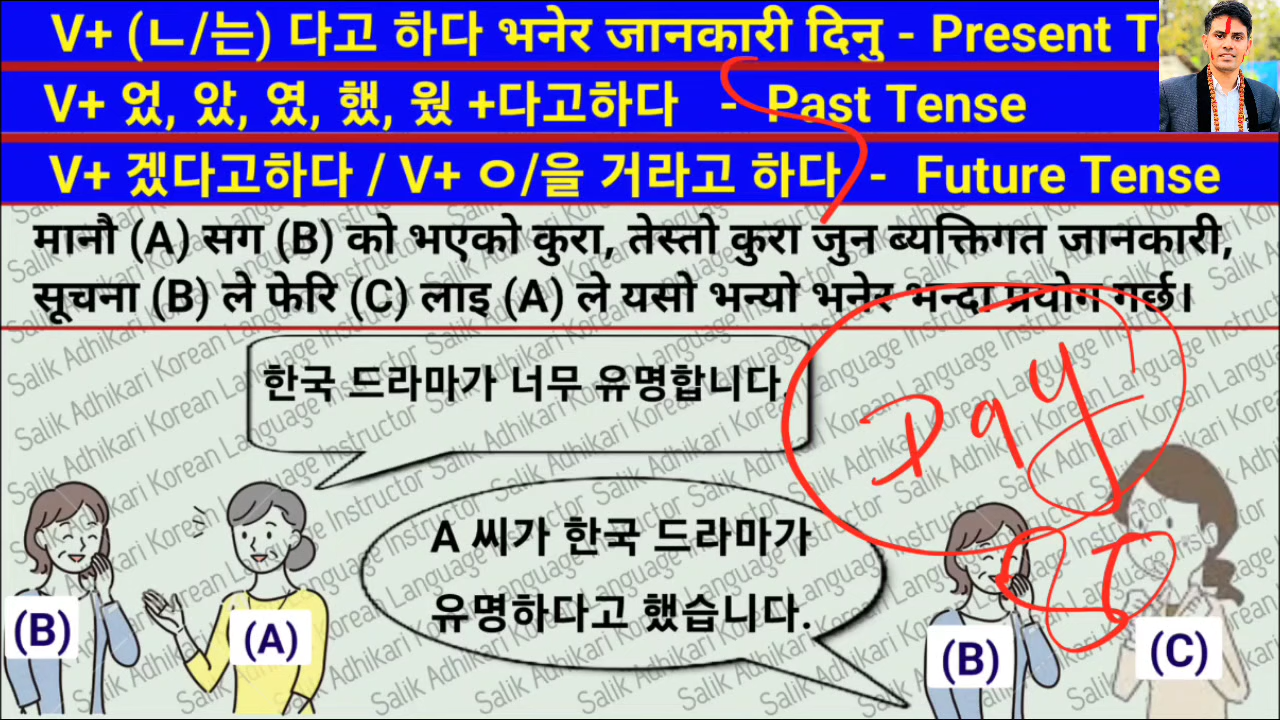 V+ (ㄴ/는) 다고 하다 भनेर जानकारी दिनु - Present T
V+ 었, 았, 였, 했, 웠 +다고하다 - Past Tense
V+ 겠다고하다 / V+ ㅇ/을 거라고 하다 - Future Tense
मानौ (A) सग (B) को भएको कुरा, तेस्तो कुरा जुन ब्यक्तिगत जानकारी,
सूचना (B) ले फेरि (C) लाइ (A) ले यसो भन्यो भनेर भन्दा प्रयोग गर्छ।
한국 드라마가 너무 유명합니다.
Day
80
A 씨가 한국 드라마가
유명하다고 했습니다.
(B)
(A)
(B)
(C)
Salik Adhikari Korean Language Instructor